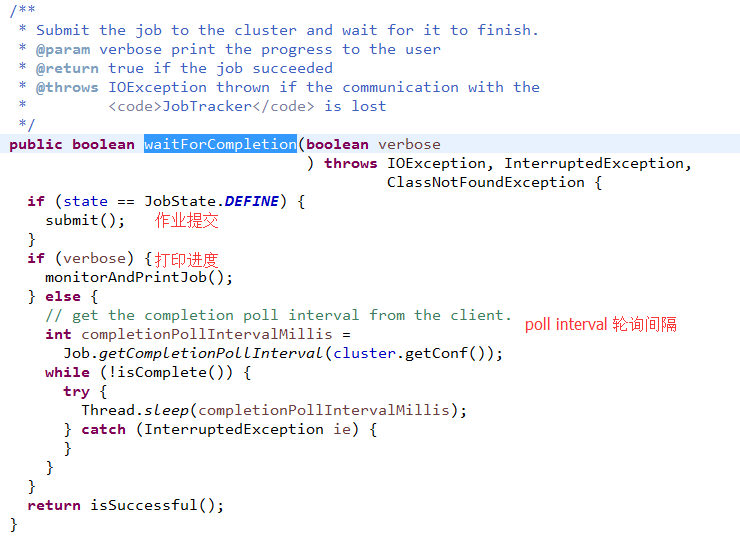 /**
 * Submit the job to the cluster and wait for it to finish.
 * @param verbose print the progress to the user
 * @return true if the job succeeded
 * @throws IOException thrown if the communication with the
 *         <code>JobTracker</code> is lost
 */
public boolean waitForCompletion(boolean verbose
                                 ) throws IOException, InterruptedException,
                                          ClassNotFoundException {
  if (state == JobState.DEFINE) {
    submit(); 作业提交
  }
  if (verbose) { 打印进度
    monitorAndPrintJob();
  } else {
    // get the completion poll interval from the client. poll interval 轮询间隔
    int completionPollIntervalMillis =
      Job.getCompletionPollInterval(cluster.getConf());
    while (!isComplete()) {
      try {
        Thread.sleep(completionPollIntervalMillis);
      } catch (InterruptedException ie) {
      }
    }
  }
  return isSuccessful();
}